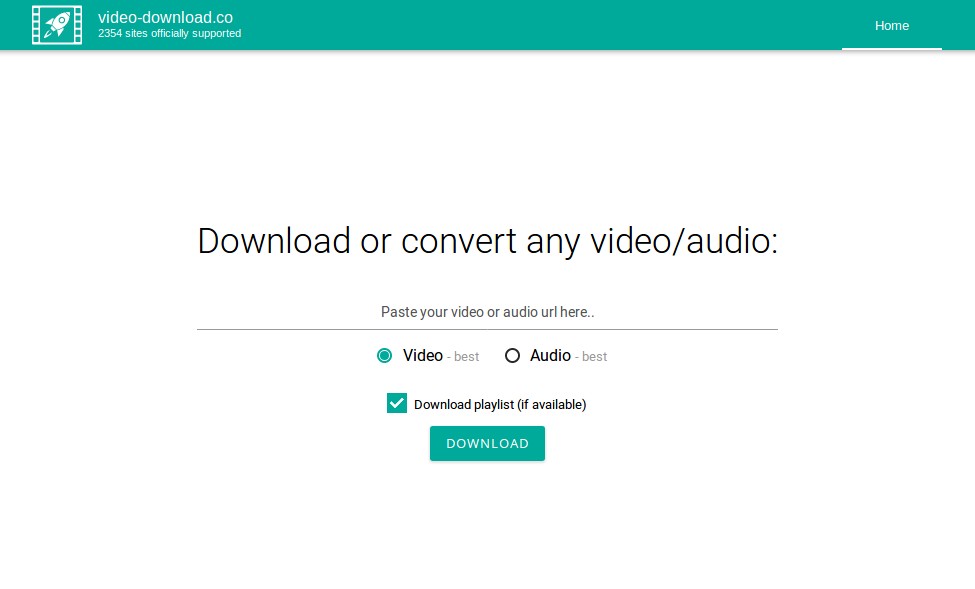 video-download.co
2354 sites officially supported
Home
Download or convert any video/audio:
Paste your video or audio url here..
Video - best
Audio - best
Download playlist (if available)
DOWNLOAD